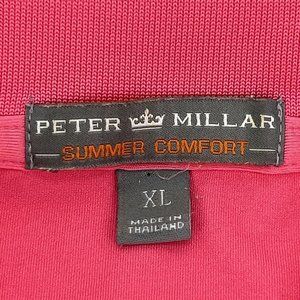 PETER MILLAR
SUMMER COMFORT
XL
MADE IN
THAILAND